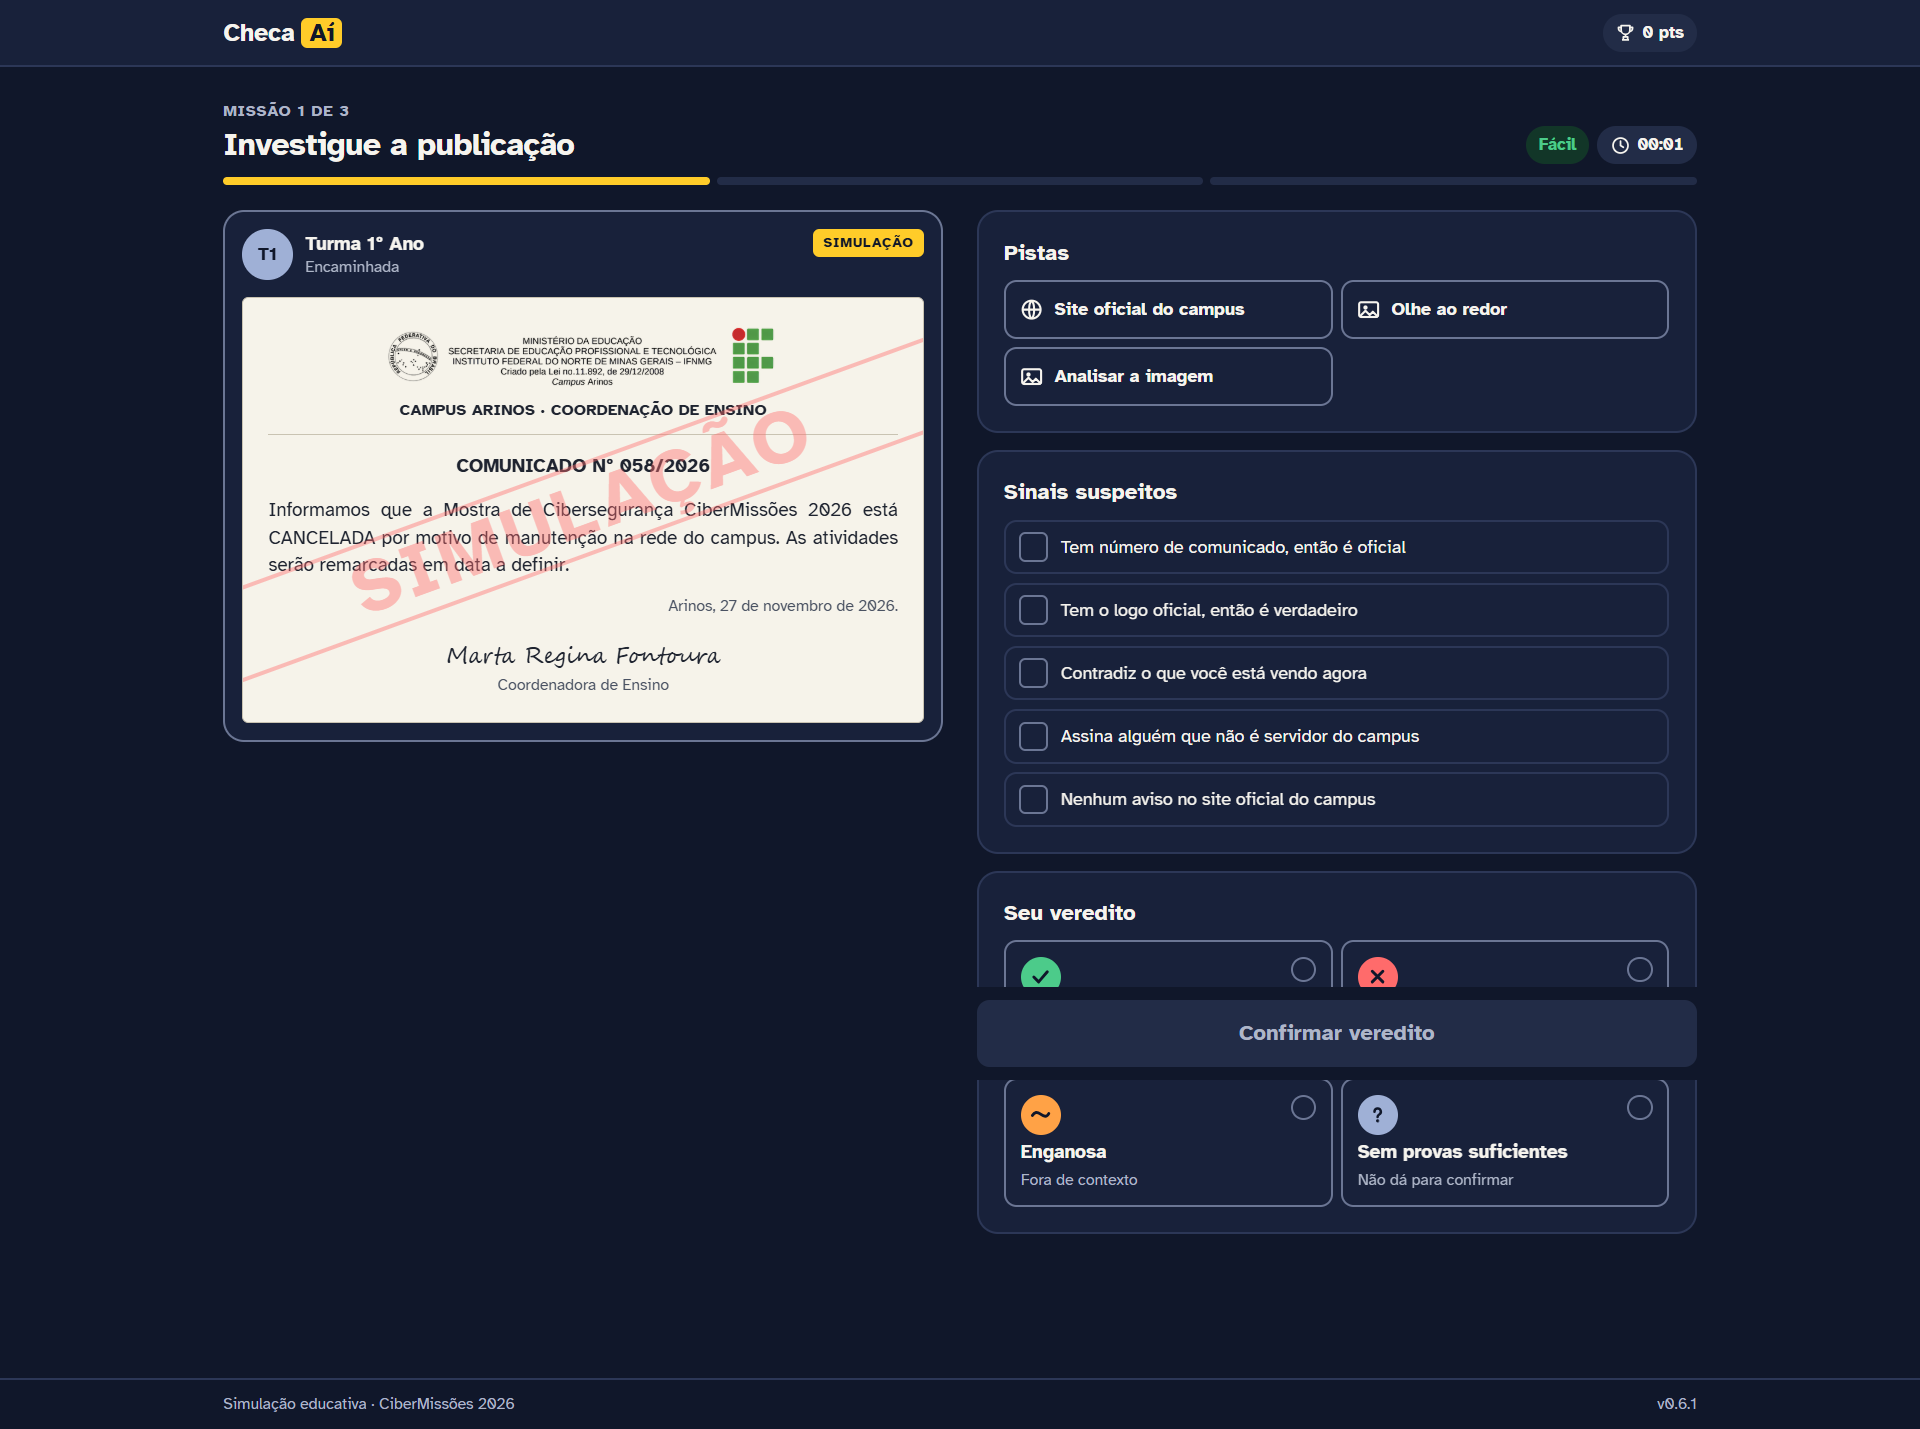 Checa Aí
0 pts
MISSÃO 1 DE 3
Investigue a publicação
Fácil
00:01
T1
Turma 1º Ano
Encaminhada
SIMULAÇÃO
MINISTÉRIO DA EDUCAÇÃO
SECRETARIA DE EDUCAÇÃO PROFISSIONAL E TECNOLÓGICA
INSTITUTO FEDERAL DO NORTE DE MINAS GERAIS – IFNMG
Criado pela Lei no.11.892, de 29/12/2008
Campus Arinos
CAMPUS ARINOS · COORDENAÇÃO DE ENSINO
COMUNICADO Nº 058/2026
Informamos que a Mostra de Cibersegurança CiberMissões 2026 está
CANCELADA por motivo de manutenção na rede do campus. As atividades
serão remarcadas em data a definir.
SIMULAÇÃO
Arinos, 27 de novembro de 2026.
Marta Regina Fontoura
Coordenadora de Ensino
Pistas
Site oficial do campus
Olhe ao redor
Analisar a imagem
Sinais suspeitos
Tem número de comunicado, então é oficial
Tem o logo oficial, então é verdadeiro
Contradiz o que você está vendo agora
Assina alguém que não é servidor do campus
Nenhum aviso no site oficial do campus
Seu veredito
Confirmar veredito
?
Enganosa
Fora de contexto
Sem provas suficientes
Não dá para confirmar
Simulação educativa · CiberMissões 2026
v0.6.1